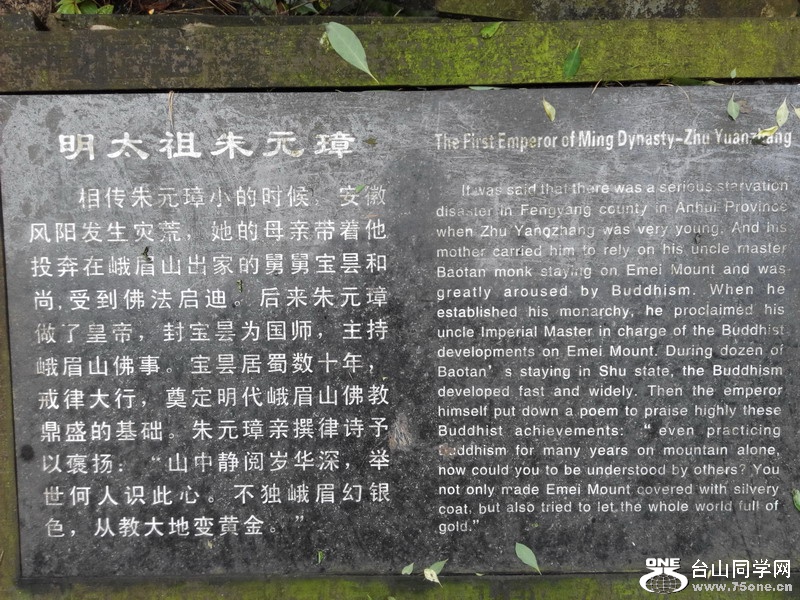 明太祖朱元璋
相传朱元璋小的时候，安徽
风阳发生灾荒，她的母亲带着他
投奔在峨眉山出家的舅舅宝昙和
尚,受到佛法启迪。后来朱元璋
做了皇帝，封宝昙为国师，主持
峨眉山佛事。宝昙居蜀数十年，
戒律大行，奠定明代峨眉山佛教
鼎盛的基础。朱元璋亲撰律诗予
以褒扬：“山中静阅岁华深，举
世何人识此心。不独峨眉幻银
色，从教大地变黄金。”
The First Emperor of Ming Dynasty-Zhu Yuanzhang
It was said that there was a serious starvation
disaster in Fengyang county in Anhui Province
when Zhu Yanqzhang was very young. And his
mother carried him to rely on his uncle master
Baotan monk staying on Emei Mount and was
greatly aroused by Buddhism. When he
established his monarchy, he proclaimed his
uncle Imperial Master in charge of the Buddhist
developments on Emei Mount. During dozen of
Baotan's staying in Shu state, the Buddhism
developed fast and widely. Then the emperor
himself put down a poem to praise highly these
Buddhist achievements: “even practicing
Buddhism for many years on mountain alone,
how could you to be understood by others? You
not only made Emei Mount covered with silvery
coat, but also tried to let the whole world full of
gold.”
ONE 台山同学网
www.75one.cn